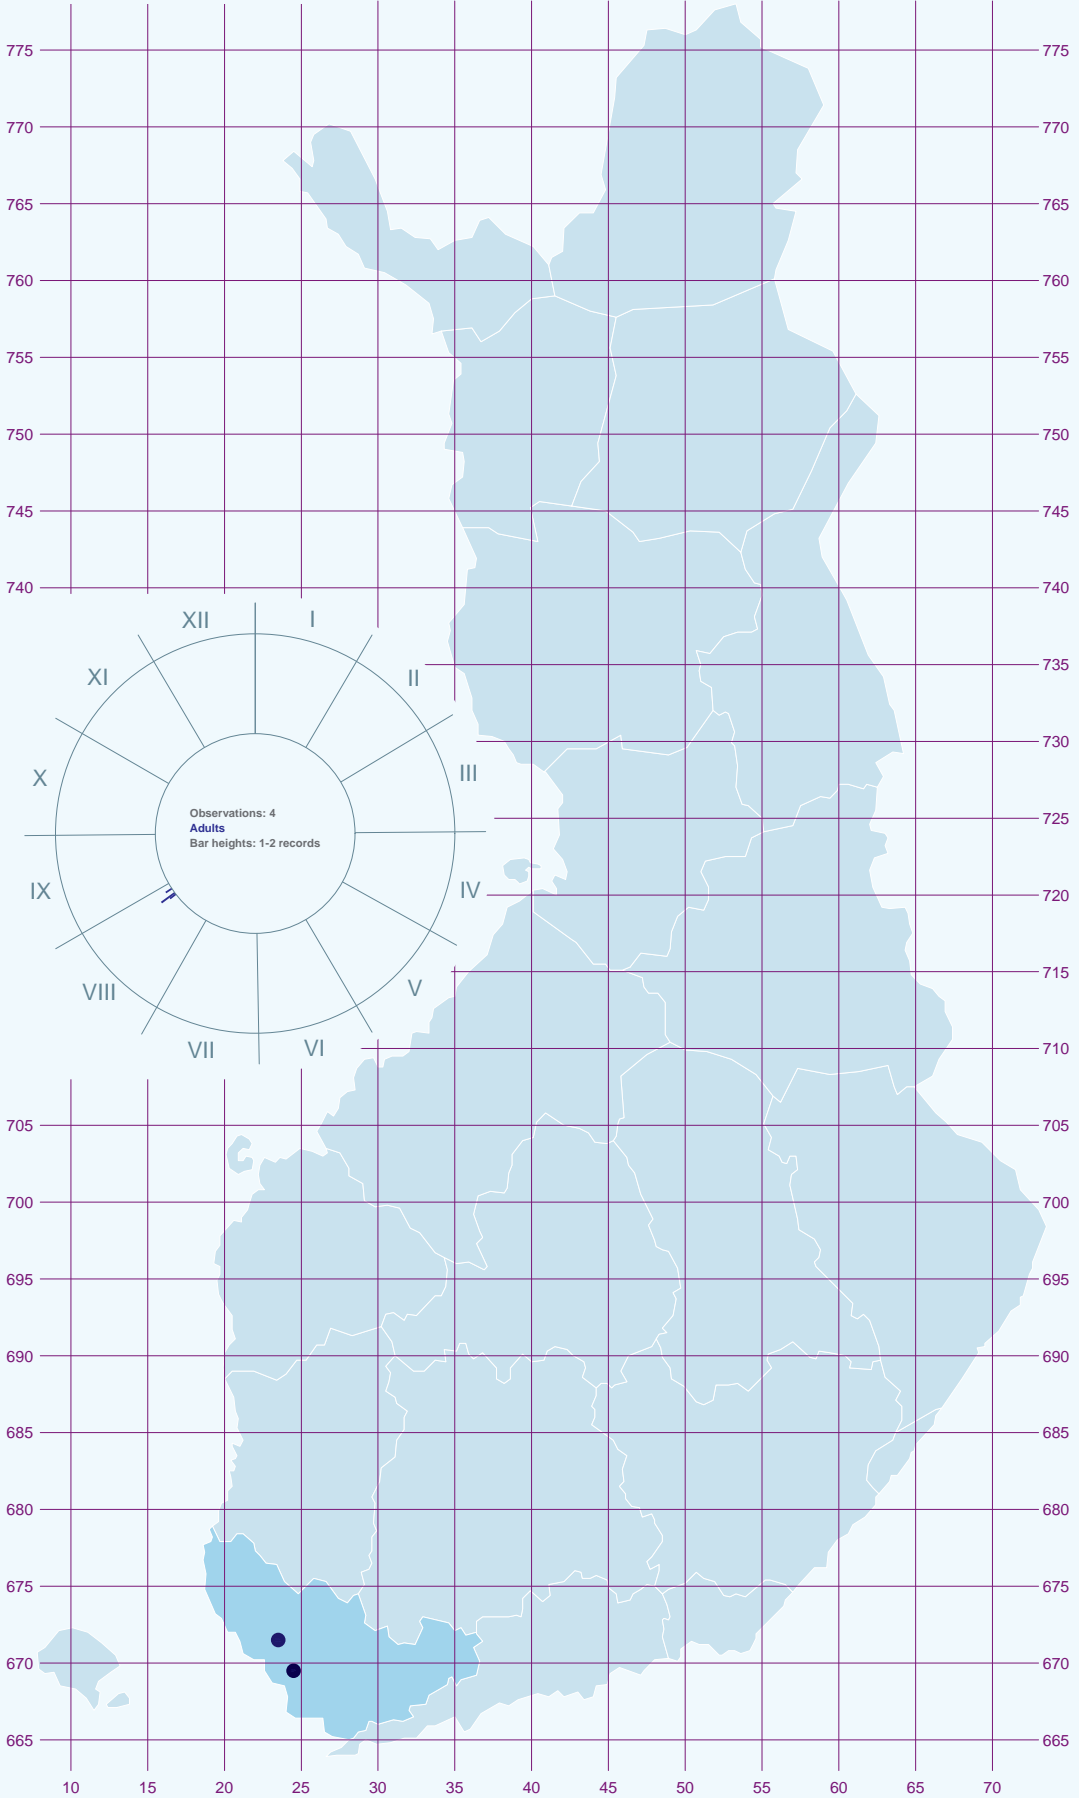 775 775
770 770
765 765
760 760
755 755
750 750
745 745
740 740
XII I
XI II
735
730
X III
Observations: 4
Adults
Bar heights: 1-2 records
725
IX IV
720
VIII V
715
VII VI
710
705 705
700 700
695 695
690 690
685 685
680 680
675 675
670 670
665 665
10 15 20 25 30 35 40 45 50 55 60 65 70